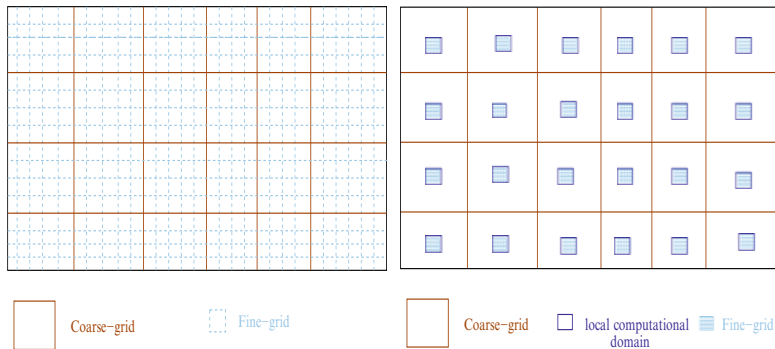 Coarse-grid
Fine-grid
Coarse-grid
local computational
domain
Fine-grid